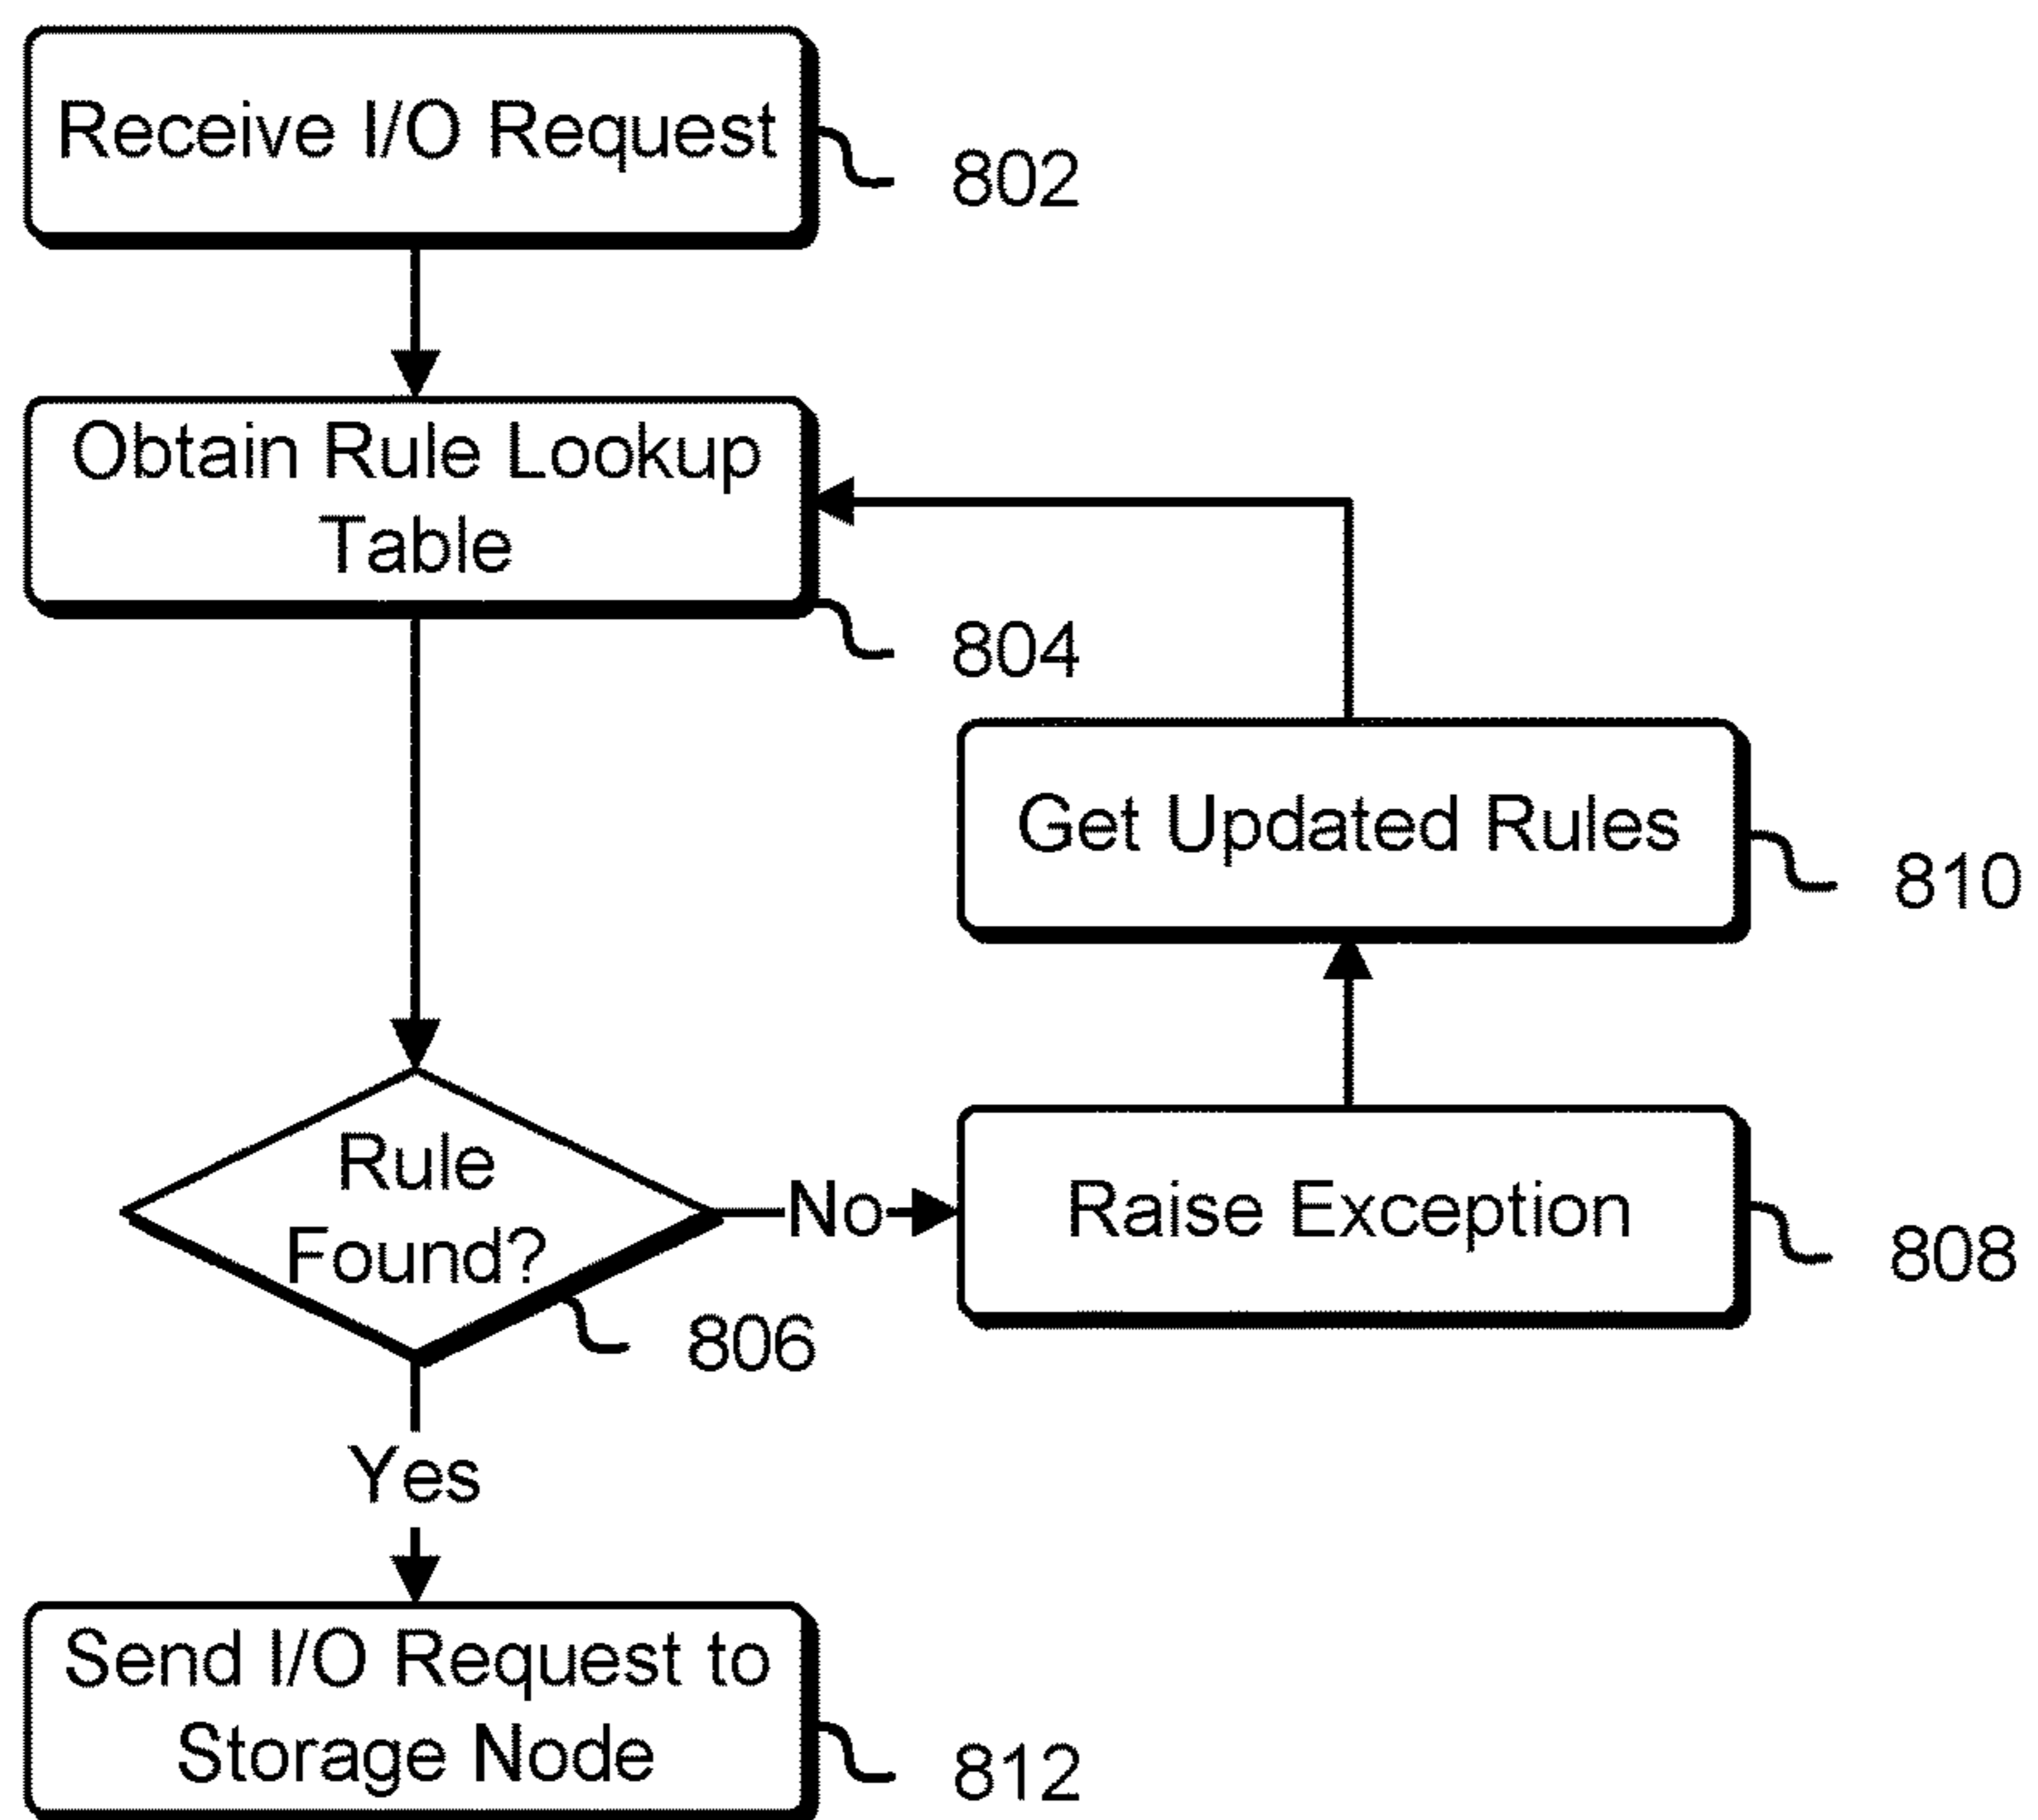 Receive I/O Request
802
Obtain Rule Lookup
Table
804
Get Updated Rules
810
Rule
Found?
806
No
Raise Exception
808
Yes
Send I/O Request to
Storage Node
812